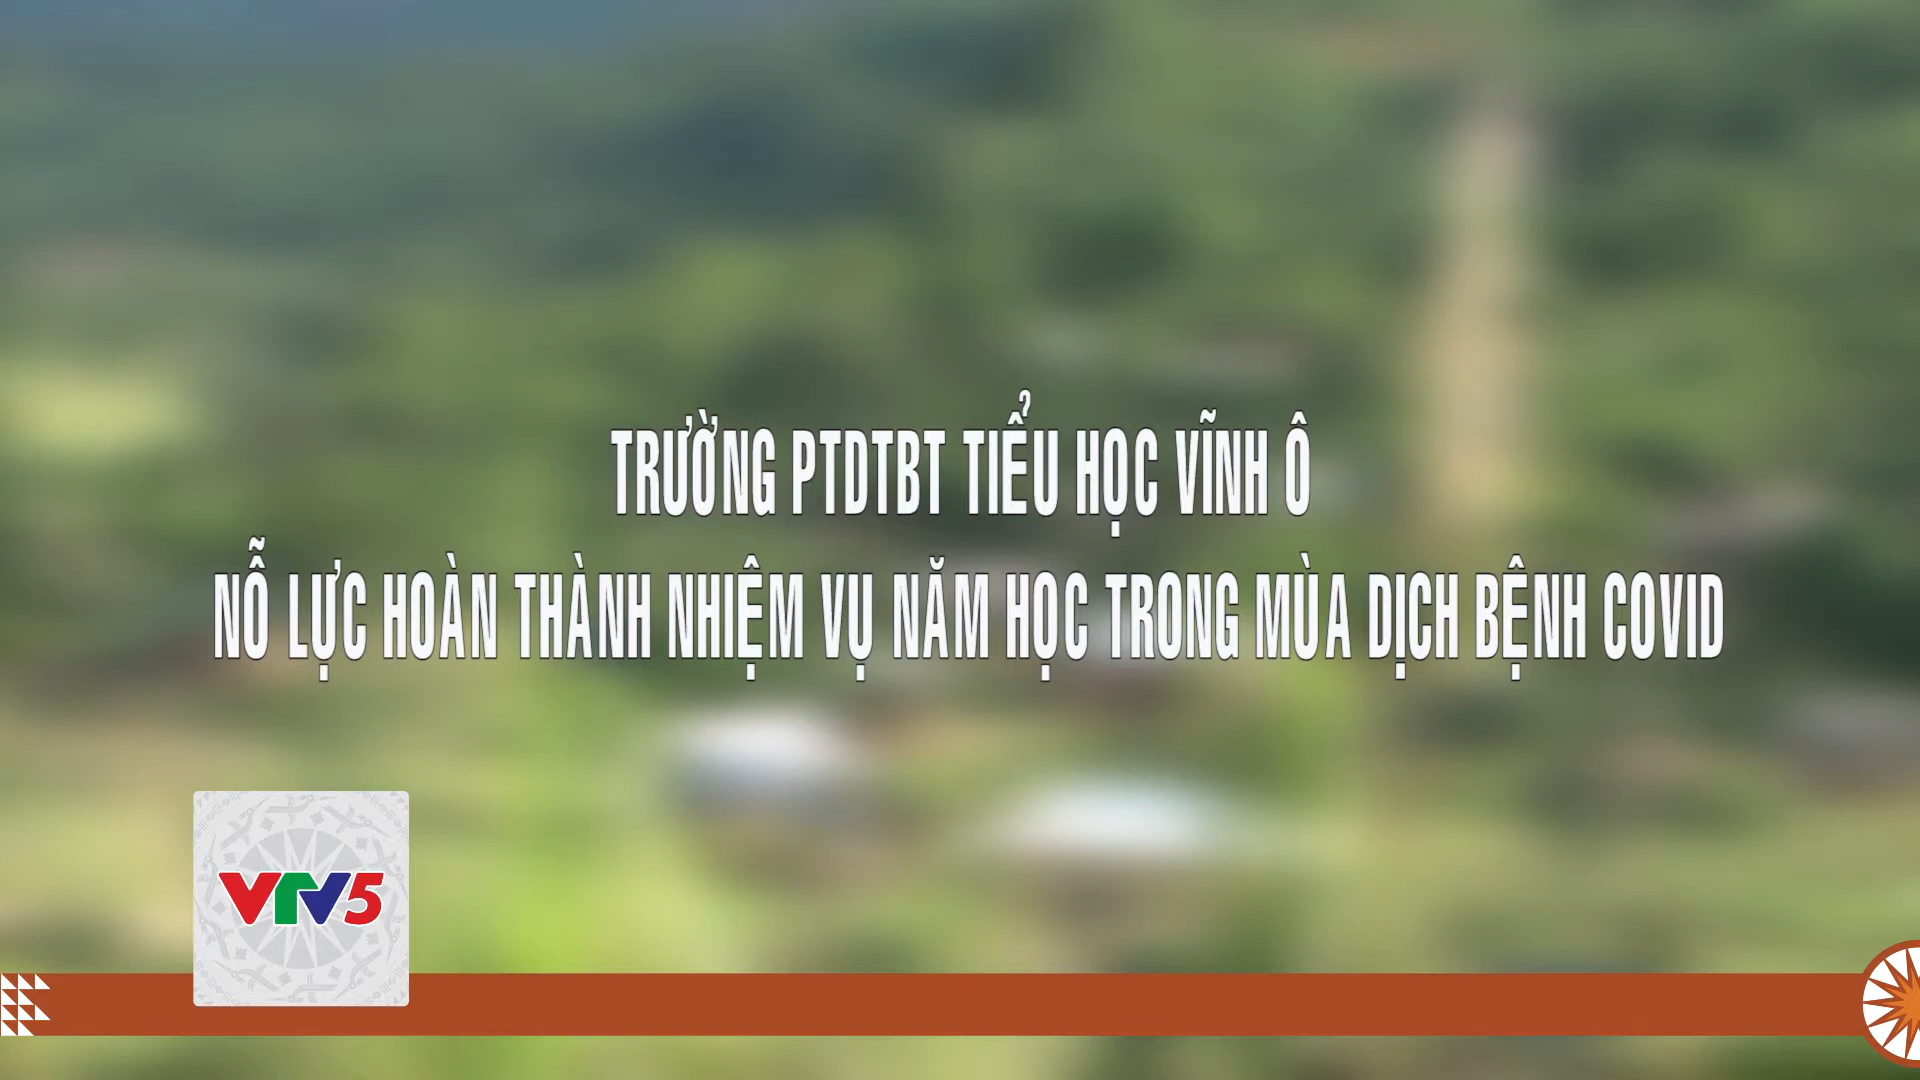 TRƯỜNG PTDTBT TIỂU HỌC VĨNH Ô
NỖ LỰC HOÀN THÀNH NHIỆM VỤ NĂM HỌC TRONG MÙA DỊCH BỆNH COVID
VTV5